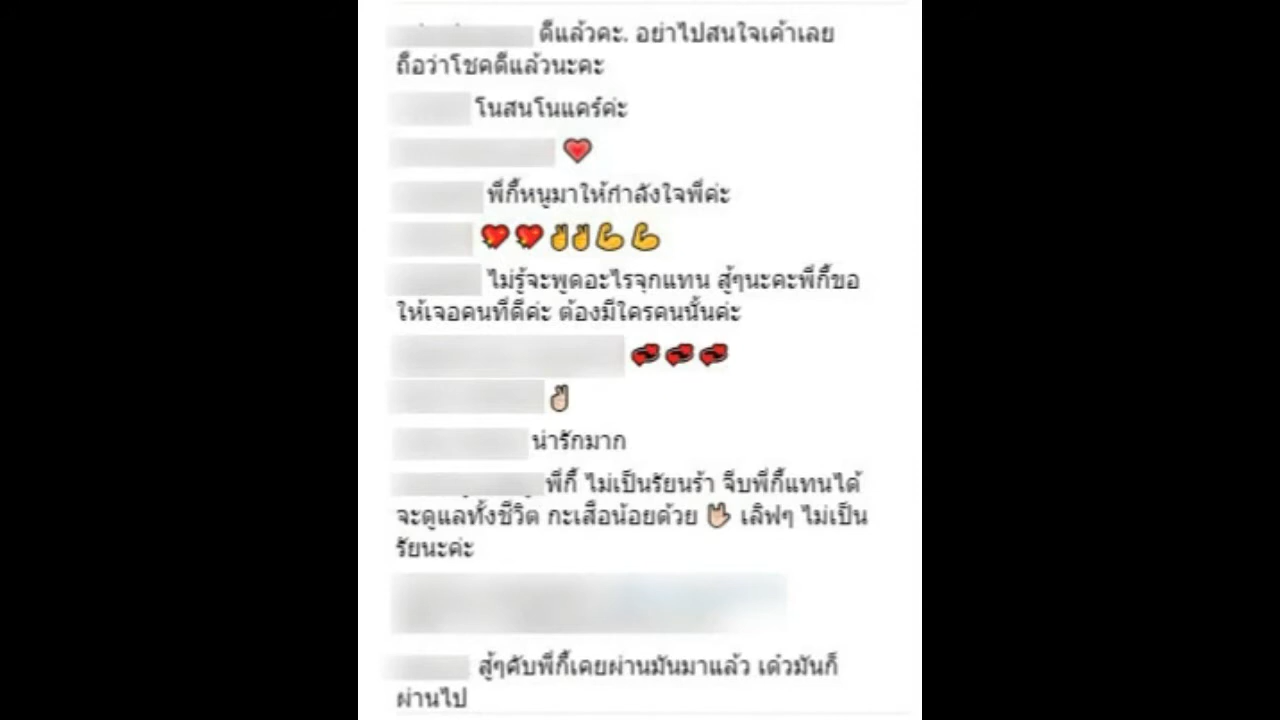 ดีแล้วคะ. อย่าไปสนใจเค้าเลย
ถือว่าโชคดีแล้วนะคะ
โนสนโนแคร์ค่ะ
❤️
พี่กี้หนูมาให้กำลังใจพี่ค่ะ
💘💘✌️✌️💪💪
ไม่รู้จะพูดอะไรจุกแทน สู้ๆนะคะพี่กี้ขอ
ให้เจอคนที่ดีค่ะ ต้องมีใครคนนั้นค่ะ
💞💞💞
✌🏻
น่ารักมาก
พี่กี้ ไม่เป็นรัยนร้า จีบพี่กี้แทนได้
จะดูแลทั้งชีวิต กะเสือน้อยด้วย 🤟🏻 เลิฟๆ ไม่เป็น
รัยนะค่ะ
สู้ๆคับพี่กี้เคยผ่านมันมาแล้ว เด๋วมันก็
ผ่านไป